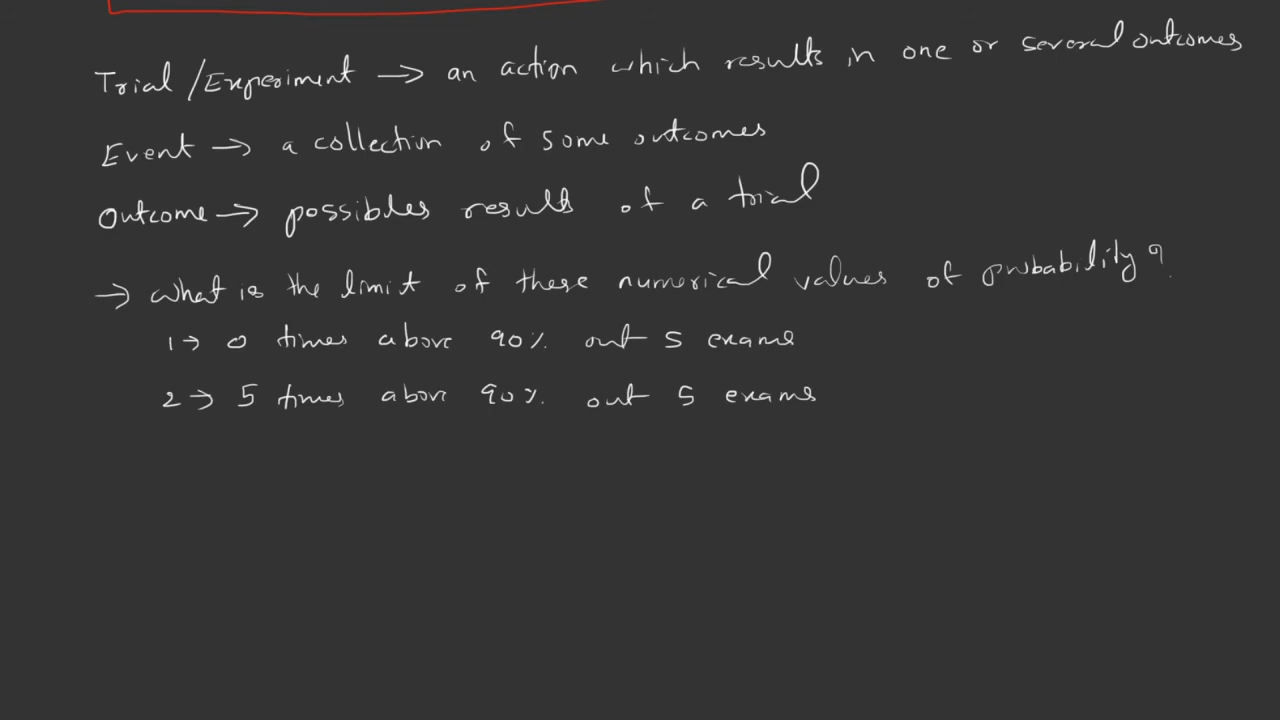 Trial/Experiment → an action which results in one or several outcomes
Event → a collection of some outcomes
Outcome → possibles results of a trial
→ What is the limit of these numerical values of probability?
1 → 0 times above 90% out 5 exams
2 → 5 times above 90% out 5 exams